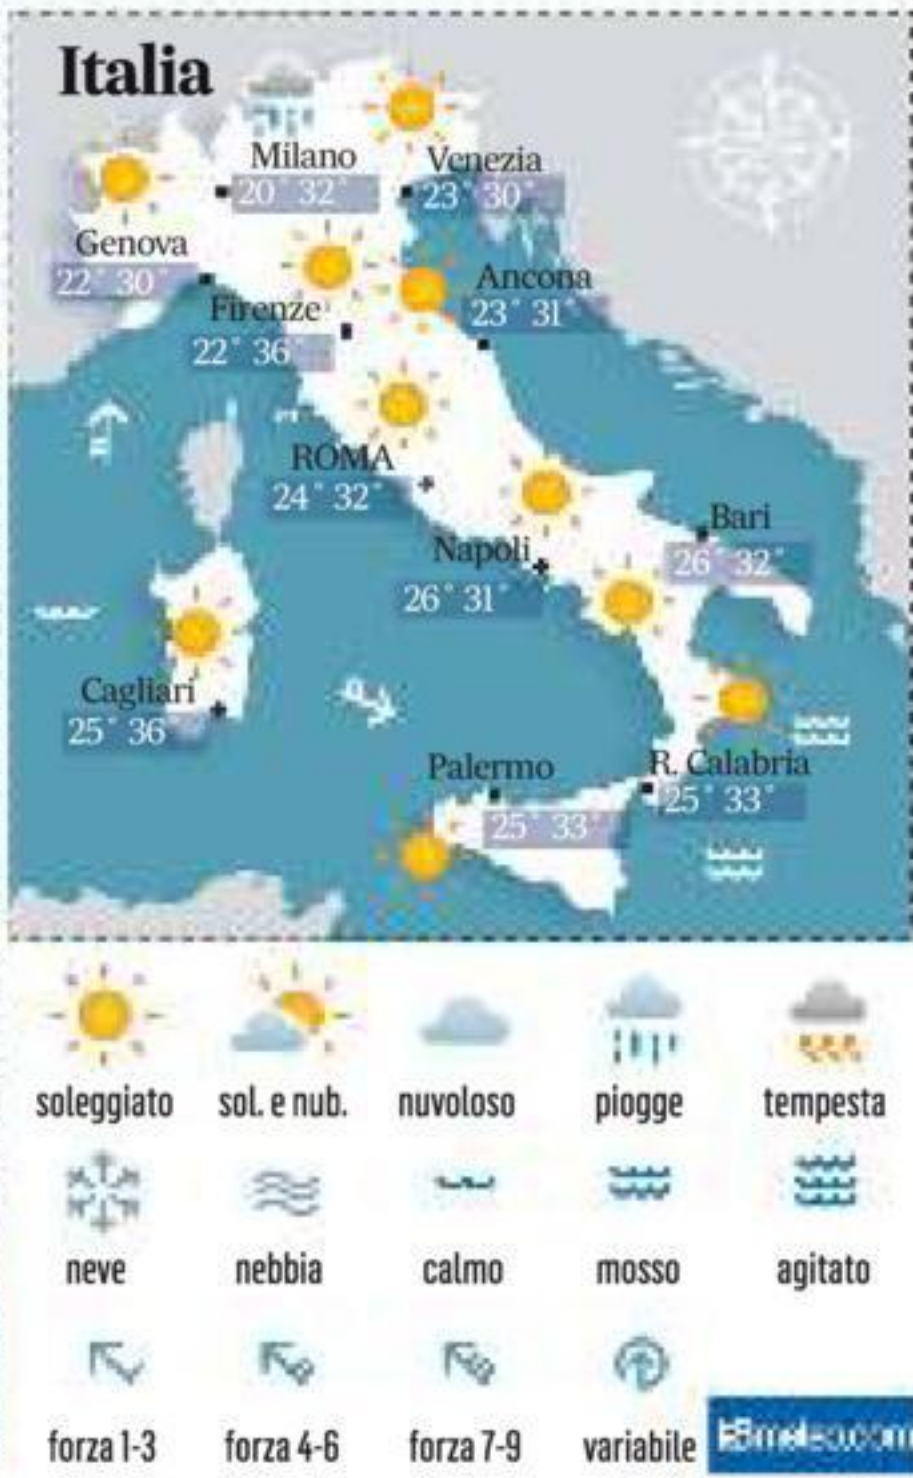 Italia
Milano
20° 32°
Venezia
23° 30°
Genova
22° 30°
Ancona
23° 31°
Firenze
22° 36°
ROMA
24° 32°
Bari
26° 32°
Napoli
26° 31°
Cagliari
25° 36°
Palermo
25° 33°
R. Calabria
25° 33°
soleggiato sol. e nub. nuvoloso piogge tempesta
neve nebbia calmo mosso agitato
forza 1-3 forza 4-6 forza 7-9 variabile